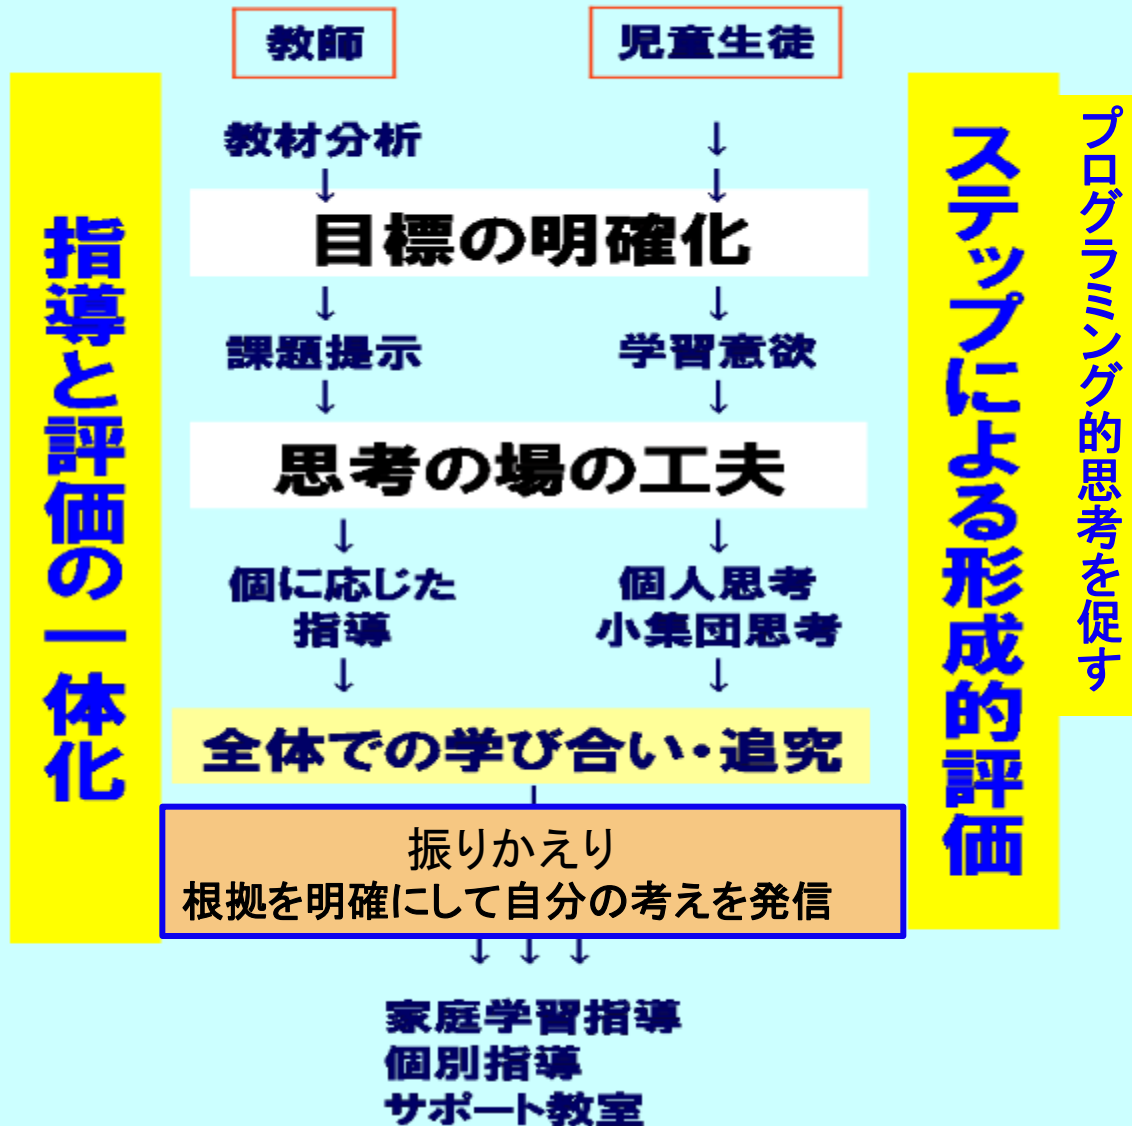 教師
児童生徒
教材分析
↓
↓
↓
目標の明確化
↓
↓
課題提示
学習意欲
↓
↓
思考の場の工夫
↓
↓
個に応じた
指導
個人思考
小集団思考
↓
↓
全体での学び合い・追究
振りかえり
根拠を明確にして自分の考えを発信
↓ ↓ ↓
家庭学習指導
個別指導
サポート教室
指導と評価の一体化
ステップによる形成的評価
プログラミング的思考を促す